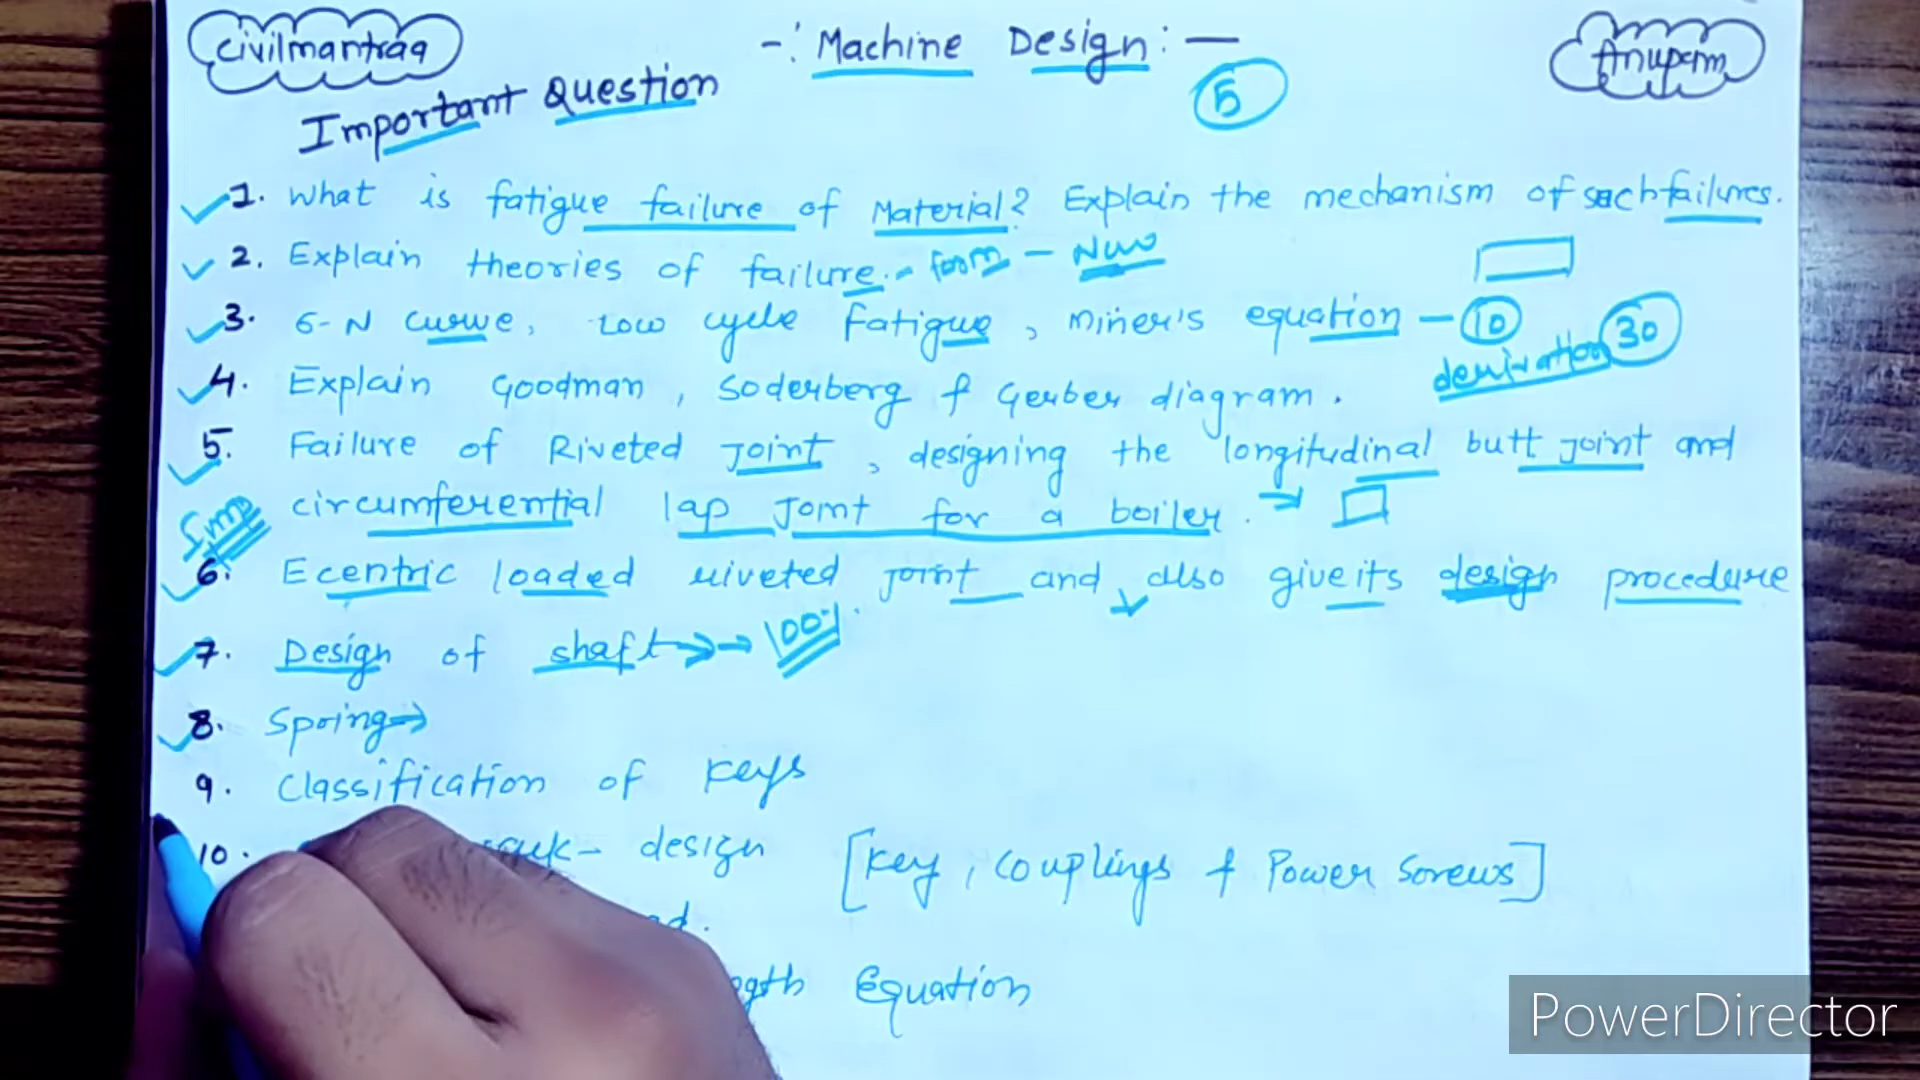 civilmantraa
-: Machine Design: —
Anupam
Important Question
5
1. What is fatigue failure of Material? Explain the mechanism of such failures.
2. Explain theories of failure. - form - Num
3. 6-N curve, Low cycle fatigue, Miner's equation - 10
derivation 30
4. Explain Goodman, Soderberg & Gerber diagram.
5. Failure of Riveted Joint, designing the longitudinal butt joint and
circumferential lap Joint for a boiler. →
Imp
6. Ecentric loaded riveted joint and also give its design procedure
7. Design of shaft →→ 100%.
8. Spring→
9. Classification of Keys
10. design [Key, Couplings & Power Screws]
Equation
PowerDirector